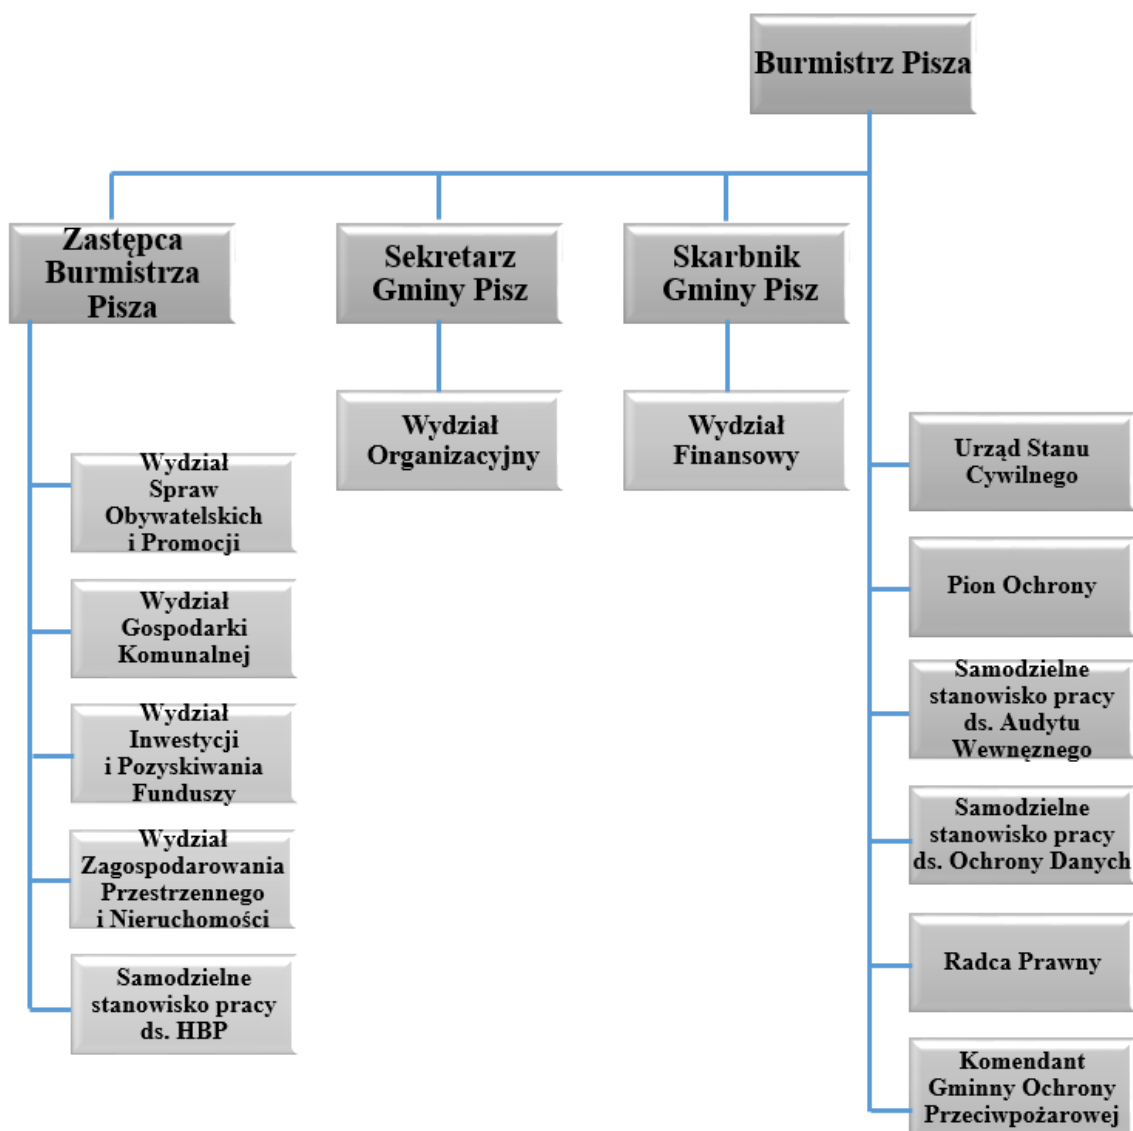 Burmistrz Pisza
Zastępca
Burmistrza
Pisza
Sekretarz
Gminy Pisz
Skarbnik
Gminy Pisz
Wydział
Organizacyjny
Wydział
Finansowy
Wydział
Spraw
Obywatelskich
i Promocji
Wydział
Gospodarki
Komunalnej
Wydział
Inwestycji
i Pozyskiwania
Funduszy
Wydział
Zagospodarowania
Przestrzennego
i Nieruchomości
Samodzielne
stanowisko pracy
ds. HBP
Urząd Stanu
Cywilnego
Pion Ochrony
Samodzielne
stanowisko pracy
ds. Audytu
Wewnęznego
Samodzielne
stanowisko pracy
ds. Ochrony Danych
Radca Prawny
Komendant
Gminny Ochrony
Przeciwpożarowej